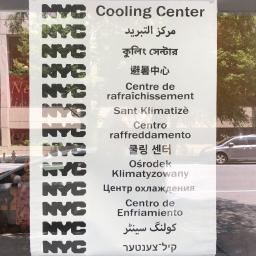 NYC Cooling Center
NYC مركز التبريد
NYC কুলিং সেন্টার
NYC 避暑中心
NYC Centre de
rafraîchissement
NYC Sant Klimatizè
NYC Centro
raffreddamento
NYC 쿨링 센터
NYC Ośrodek
Klimatyzowany
NYC Центр охлаждения
NYC Centro de
Enfriamiento
NYC کولنگ سینٹر
NYC קיל-צענטער